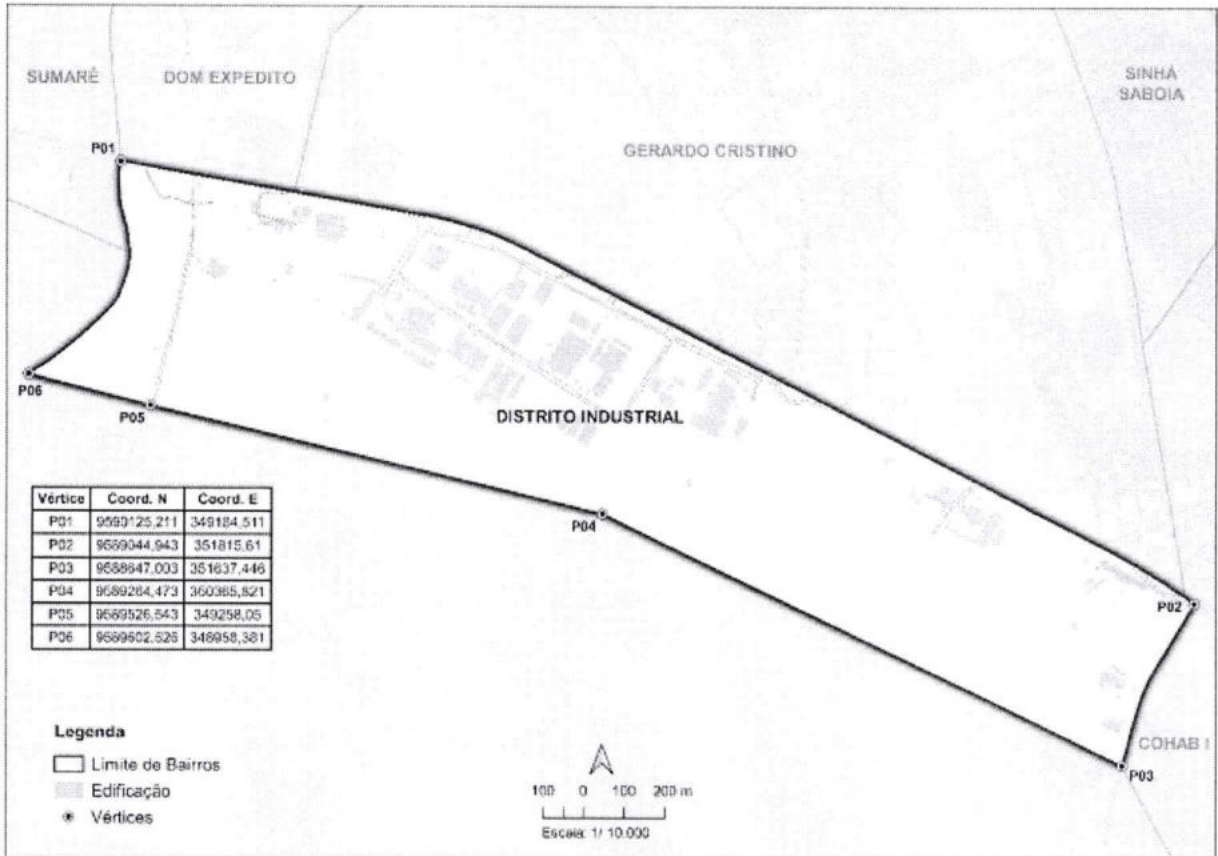 SUMARÉ
DOM EXPEDITO
SINHÁ
SABOIA
P01
GERARDO CRISTINO
P06
P05
DISTRITO INDUSTRIAL
P04
Vértice Coord. N Coord. E
P01 9590125,211 349184,511
P02 9589044,943 351815,61
P03 9588647,003 351637,446
P04 9589264,473 350365,821
P05 9589526,543 349258,05
P06 9589602,626 348958,381
P02
Legenda
Limite de Bairros
Edificação
Vértices
100 0 100 200 m
Escala: 1/ 10.000
COHAB I
P03